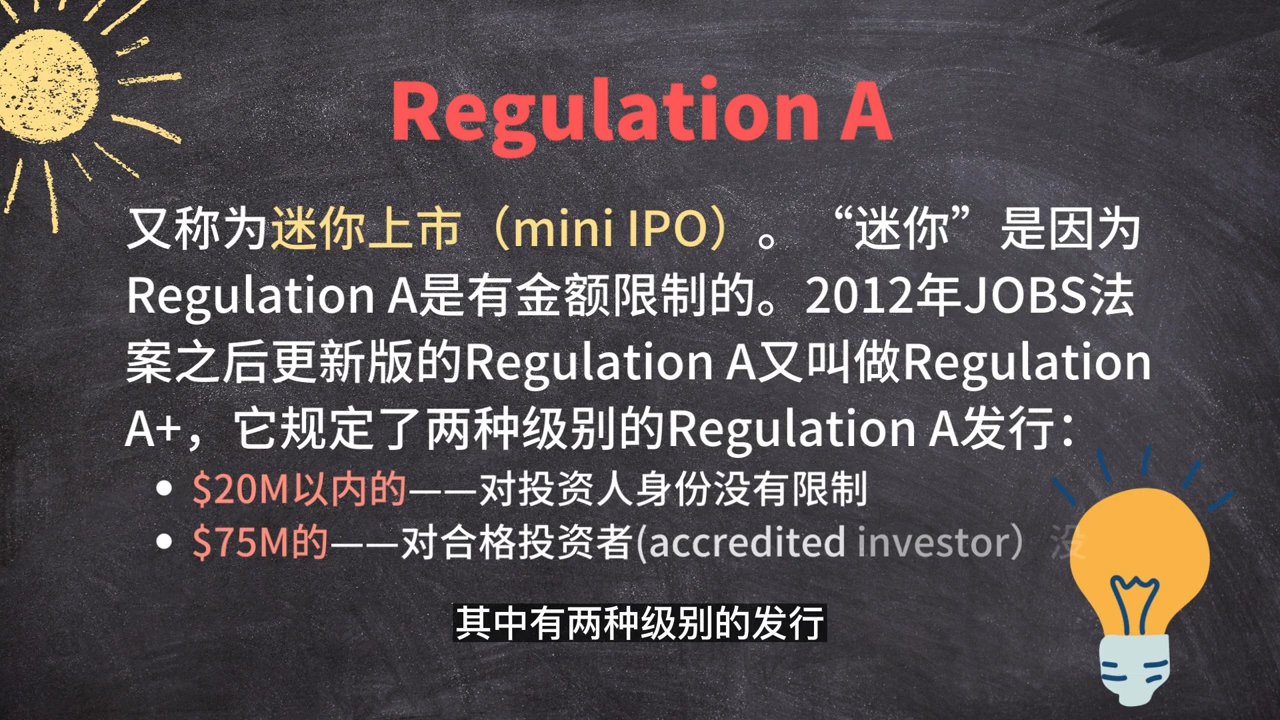 Regulation A
又称为迷你上市（mini IPO）。“迷你”是因为
Regulation A是有金额限制的。2012年JOBS法
案之后更新版的Regulation A又叫做Regulation
A+，它规定了两种级别的Regulation A发行：
• $20M以内的——对投资人身份没有限制
• $75M的——对合格投资者(accredited investor）没
其中有两种级别的发行